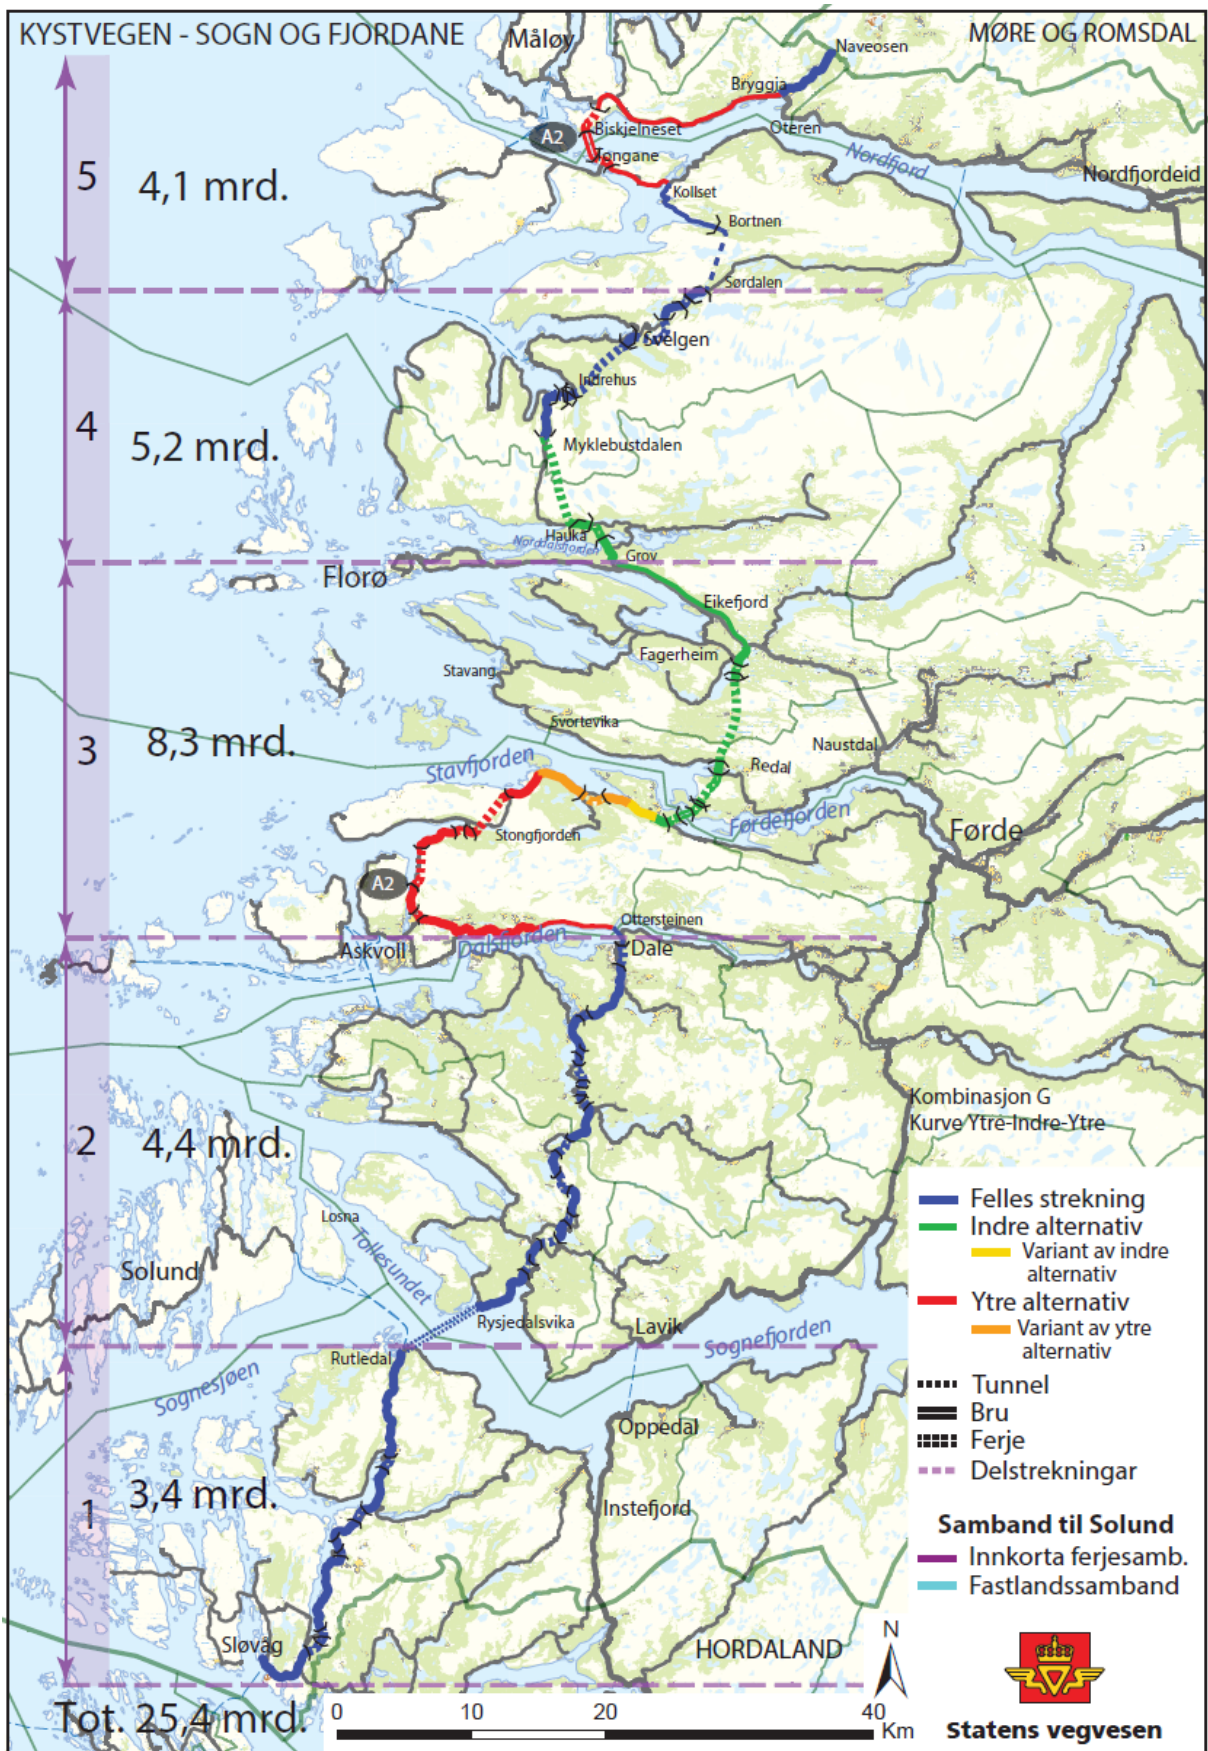 KYSTVEGEN - SOGN OG FJORDANE
MØRE OG ROMSDAL
Måløy
Naveosen
Bryggja
A2
Biskjelneset
Oteren
Tongane
Nordfjord
Nordfjordeid
5
4,1 mrd.
Kollset
Bortnen
Sørdalen
Svelgen
Indrehus
4
5,2 mrd.
Myklebustdalen
Hauka
Norddalsfjorden
Grov
Florø
Eikefjord
Fagerheim
Stavang
Svortevika
3
8,3 mrd.
Naustdal
Stavfjorden
Redal
Førdefjorden
Førde
Stongfjorden
A2
Ottersteinen
Askvoll
Dalsfjorden
Dale
Kombinasjon G
Kurve Ytre-Indre-Ytre
2
4,4 mrd.
Losna
Tollesundet
Solund
Rysjedalsvika
Lavik
Sognefjorden
Rutledal
Sognesjøen
Oppedal
1
3,4 mrd.
Instefjord
Sløvåg
HORDALAND
Tot. 25,4 mrd.
Felles strekning
Indre alternativ
Variant av indre
alternativ
Ytre alternativ
Variant av ytre
alternativ
Tunnel
Bru
Ferje
Delstrekningar
Samband til Solund
Innkorta ferjesamb.
Fastlandssamband
N
0 10 20 40
Km
Statens vegvesen